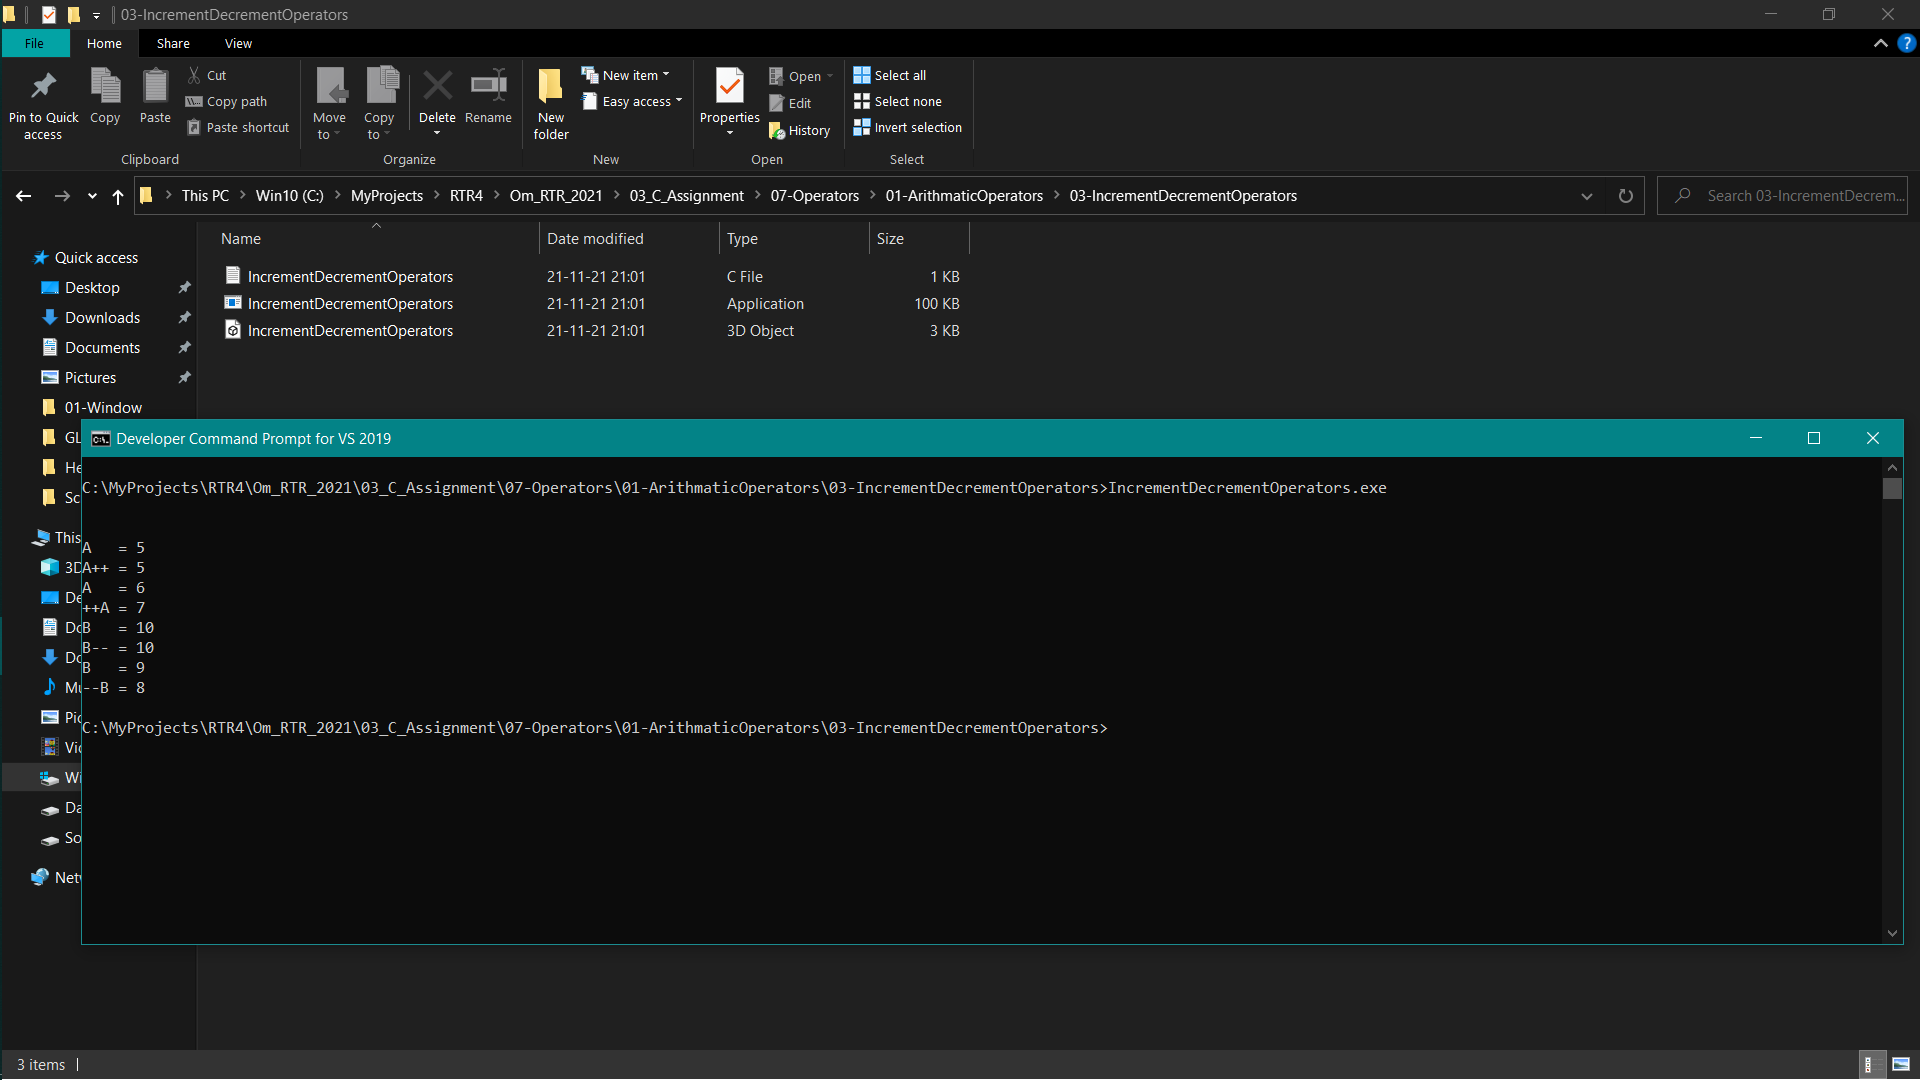 03-IncrementDecrementOperators
File Home Share View
Pin to Quick access
Copy
Paste
Cut
Copy path
Paste shortcut
Clipboard
Move to
Copy to
Delete
Rename
Organize
New folder
New item
Easy access
New
Properties
Open
Edit
History
Open
Select all
Select none
Invert selection
Select
This PC > Win10 (C:) > MyProjects > RTR4 > Om_RTR_2021 > 03_C_Assignment > 07-Operators > 01-ArithmaticOperators > 03-IncrementDecrementOperators
Search 03-IncrementDecrem...
Name Date modified Type Size
IncrementDecrementOperators 21-11-21 21:01 C File 1 KB
IncrementDecrementOperators 21-11-21 21:01 Application 100 KB
IncrementDecrementOperators 21-11-21 21:01 3D Object 3 KB
Quick access
Desktop
Downloads
Documents
Pictures
01-Window
GL
He
Sc
This
3D
De
Do
Do
Mu
Pic
Vi
Wi
Da
So
Net
Developer Command Prompt for VS 2019
C:\MyProjects\RTR4\Om_RTR_2021\03_C_Assignment\07-Operators\01-ArithmaticOperators\03-IncrementDecrementOperators>IncrementDecrementOperators.exe
A   = 5
A++ = 5
A   = 6
++A = 7
B   = 10
B-- = 10
B   = 9
--B = 8
C:\MyProjects\RTR4\Om_RTR_2021\03_C_Assignment\07-Operators\01-ArithmaticOperators\03-IncrementDecrementOperators>
3 items